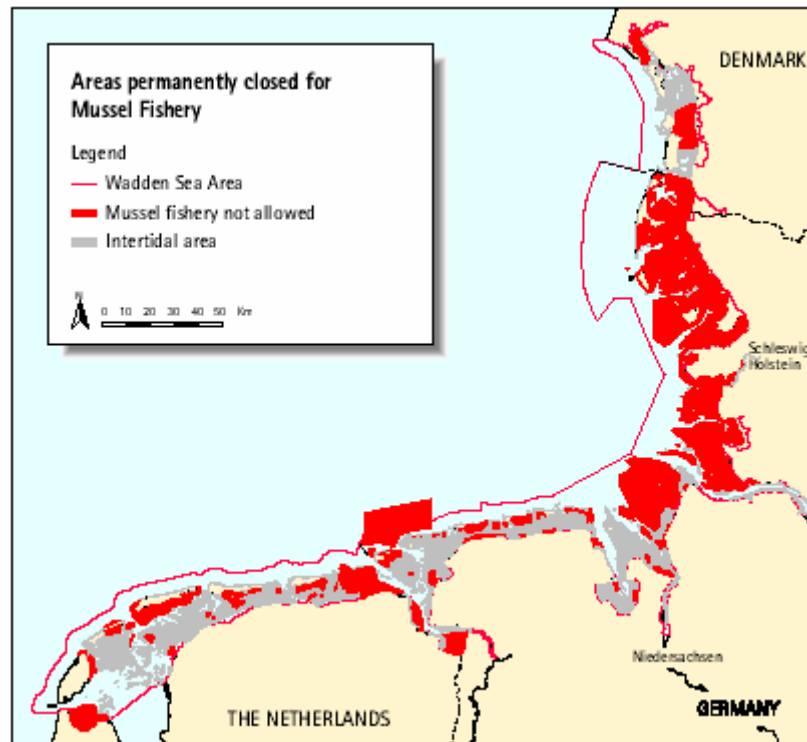 Areas permanently closed for
Mussel Fishery
Legend
Wadden Sea Area
Mussel fishery not allowed
Intertidal area
N
0 10 20 30 40 50 Km
DENMARK
Schleswig
Holstein
Niedersachsen
GERMANY
THE NETHERLANDS